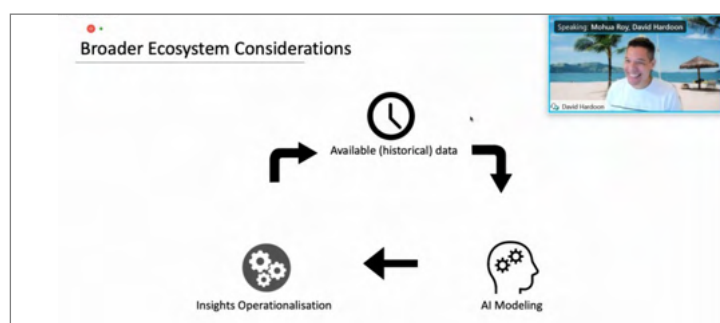 Broader Ecosystem Considerations
Speaking: Mohua Roy, David Hardoon
David Hardoon
Available (historical) data
Insights Operationalisation
AI Modeling